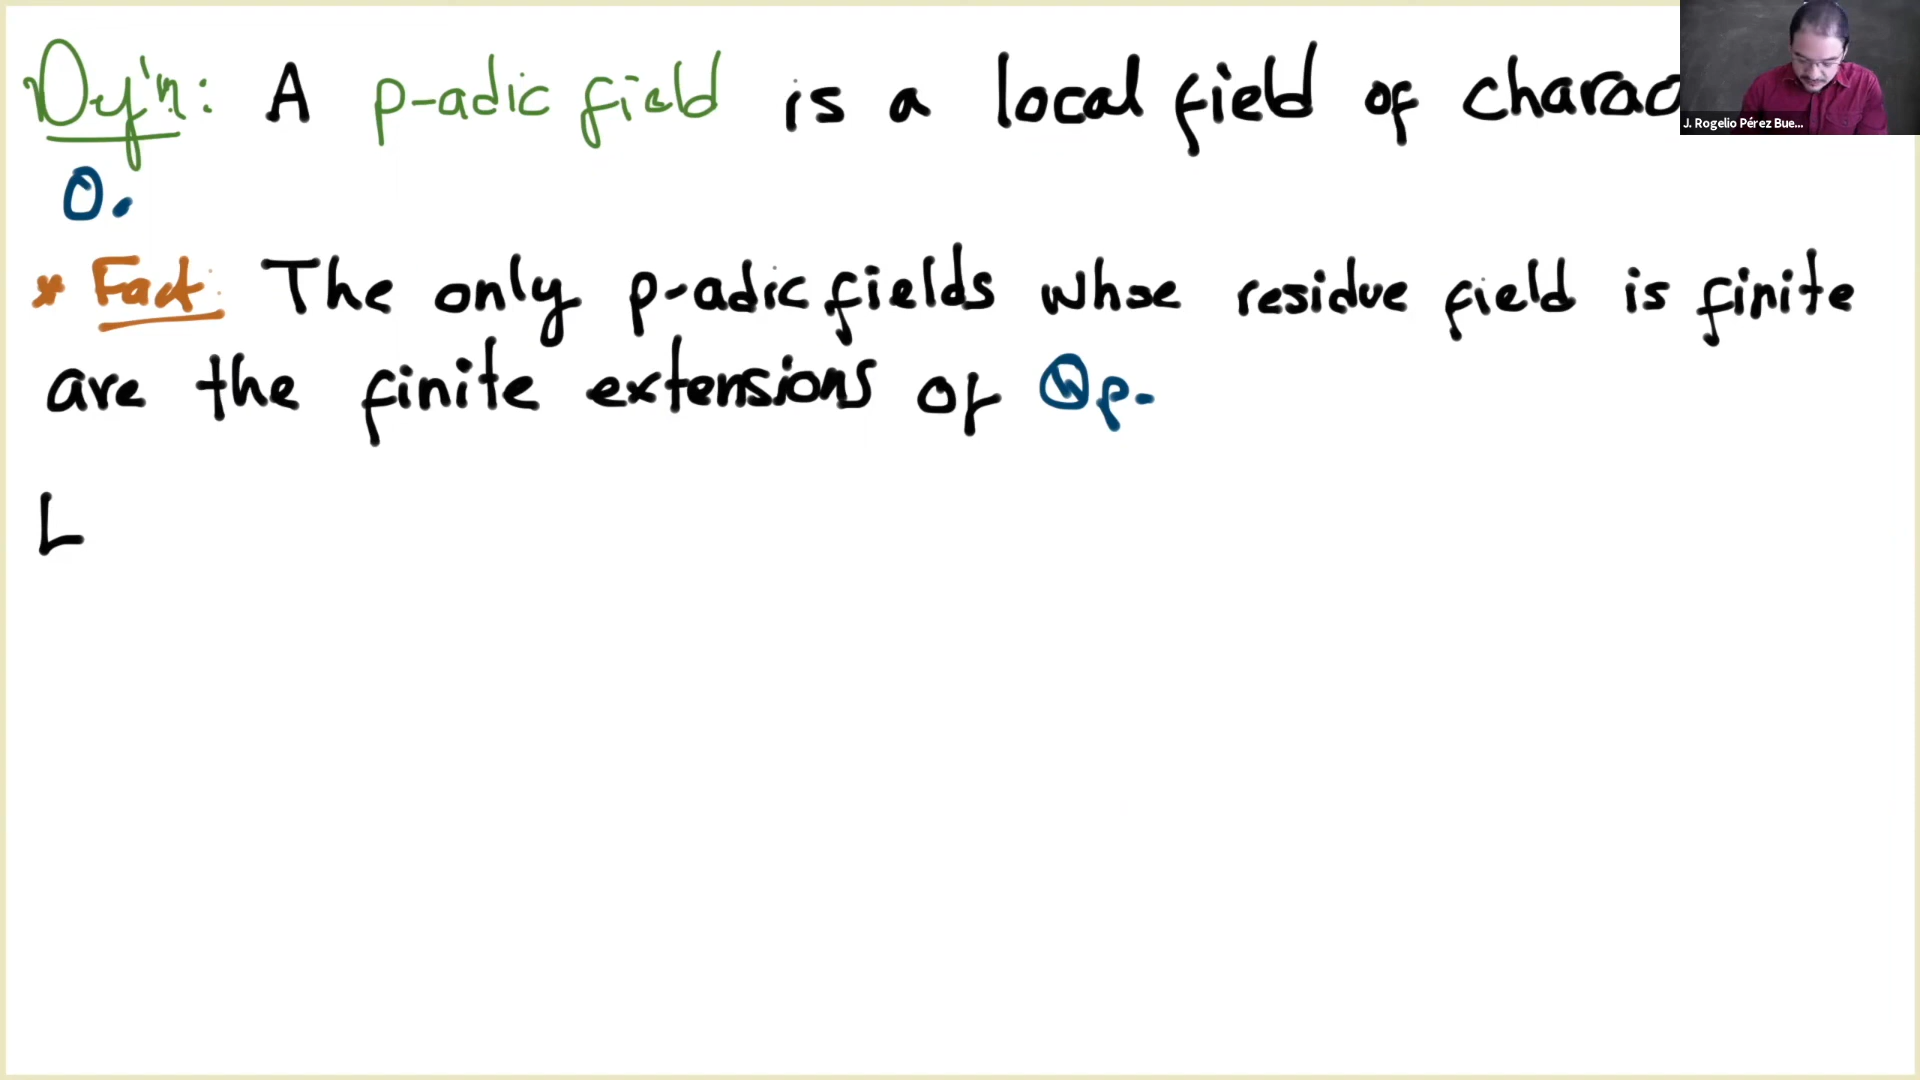 Def'n: A p-adic field is a local field of charac
J. Rogelio Pérez Bue...
0.
* Fact: The only p-adic fields whose residue field is finite
are the finite extensions of Qp.
L